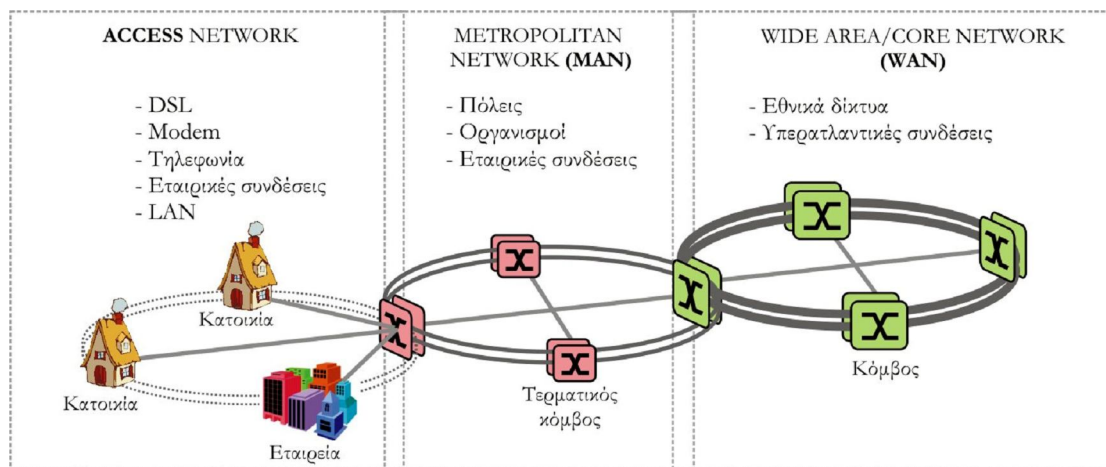 ACCESS NETWORK
- DSL
- Modem
- Τηλεφωνία
- Εταιρικές συνδέσεις
- LAN
Κατοικία
Κατοικία
Εταιρεία
METROPOLITAN
NETWORK (MAN)
- Πόλεις
- Οργανισμοί
- Εταιρικές συνδέσεις
Τερματικός
κόμβος
WIDE AREA/CORE NETWORK
(WAN)
- Εθνικά δίκτυα
- Υπερατλαντικές συνδέσεις
Κόμβος